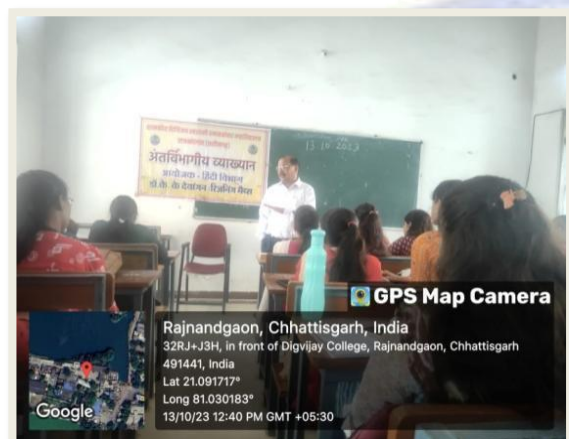 अंतर्विभागीय व्याख्यान
आयोजक - हिंदी विभाग
13 10 2023
GPS Map Camera
Rajnandgaon, Chhattisgarh, India
32RJ+J3H, in front of Digvijay College, Rajnandgaon, Chhattisgarh
491441, India
Lat 21.091717°
Long 81.030183°
13/10/23 12:40 PM GMT +05:30
Google